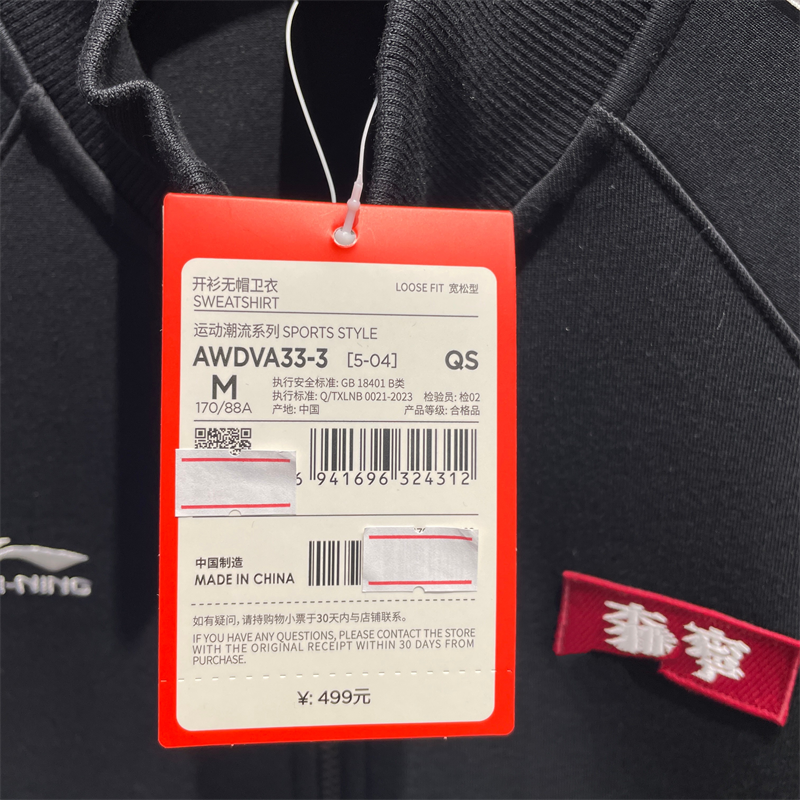 开衫无帽卫衣
SWEATSHIRT
LOOSE FIT 宽松型
运动潮流系列 SPORTS STYLE
AWDVA33-3 [5-04] QS
M
170/88A
执行安全标准: GB 18401 B类
执行标准: Q/TXLNB 0021-2023 检验员: 检02
产地: 中国 产品等级: 合格品
6 941696 324312
中国制造
MADE IN CHINA
如有疑问,请持购物小票于30天内与店铺联系。
IF YOU HAVE ANY QUESTIONS, PLEASE CONTACT THE STORE
WITH THE ORIGINAL RECEIPT WITHIN 30 DAYS FROM
PURCHASE.
¥: 499元
I-NING